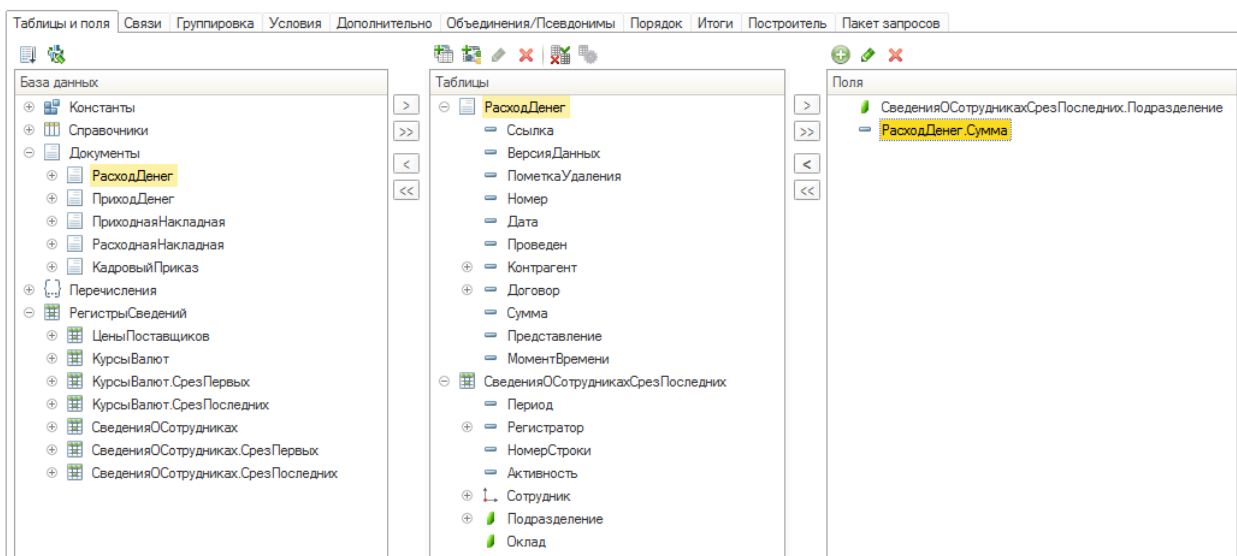 Таблицы и поля Связи Группировка Условия Дополнительно Объединения/Псевдонимы Порядок Итоги Построитель Пакет запросов
База данных
Константы
Справочники
Документы
РасходДенег
ПриходДенег
ПриходнаяНакладная
РасходнаяНакладная
КадровыйПриказ
Перечисления
РегистрыСведений
ЦеныПоставщиков
КурсыВалют
КурсыВалют.СрезПервых
КурсыВалют.СрезПоследних
СведенияОСотрудниках
СведенияОСотрудниках.СрезПервых
СведенияОСотрудниках.СрезПоследних
>
>>
<
<<
Таблицы
РасходДенег
Ссылка
ВерсияДанных
ПометкаУдаления
Номер
Дата
Проведен
Контрагент
Договор
Сумма
Представление
МоментВремени
СведенияОСотрудникахСрезПоследних
Период
Регистратор
НомерСтроки
Активность
Сотрудник
Подразделение
Оклад
>
>>
<
<<
Поля
СведенияОСотрудникахСрезПоследних.Подразделение
РасходДенег.Сумма